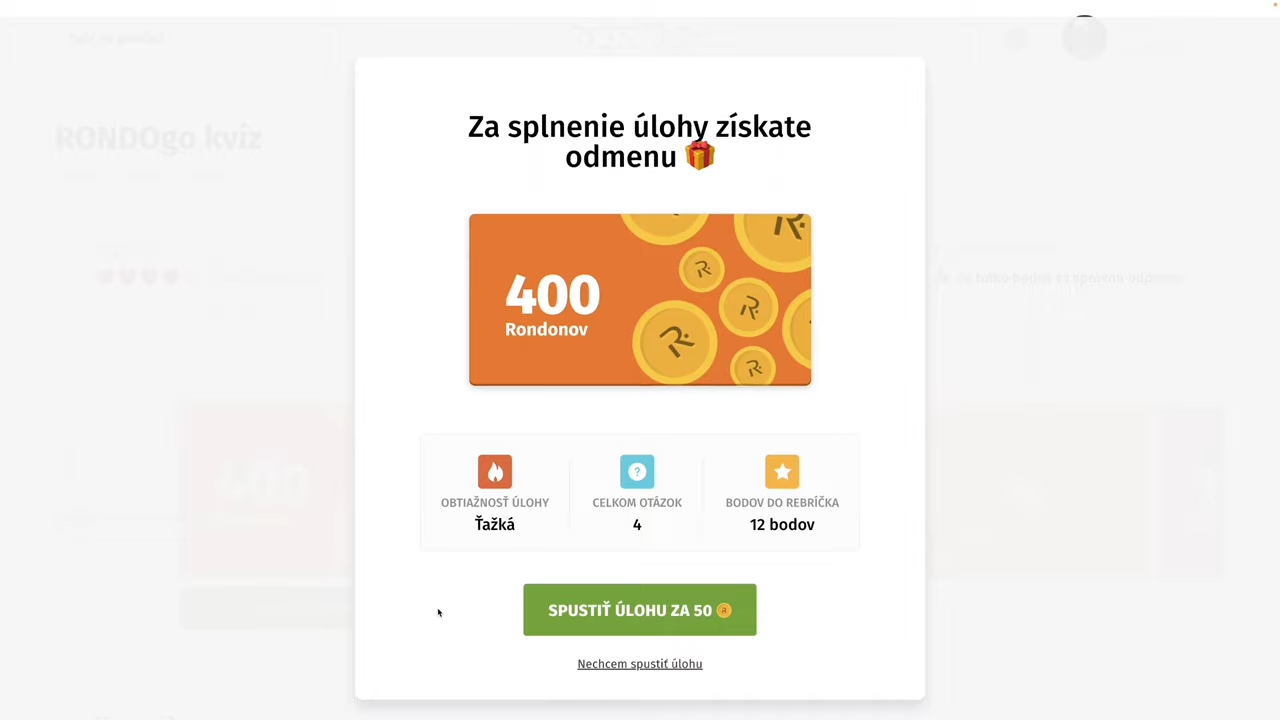 RONDOgo kvíz
Za splnenie úlohy získate
odmenu
400
Rondonov
400
OBTIAŽNOSŤ ÚLOHY
Ťažká
CELKOM OTÁZOK
4
BODOV DO REBRÍČKA
12 bodov
SPUSTIŤ ÚLOHU ZA 50
Nechcem spustiť úlohu